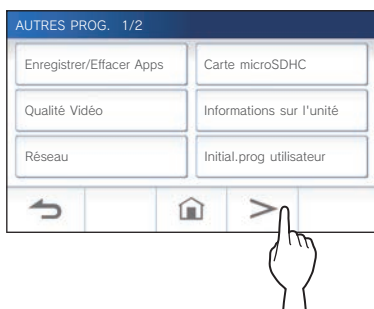 AUTRES PROG. 1/2
Enregistrer/Effacer Apps
Carte microSDHC
Qualité Vidéo
Informations sur l'unité
Réseau
Initial.prog utilisateur